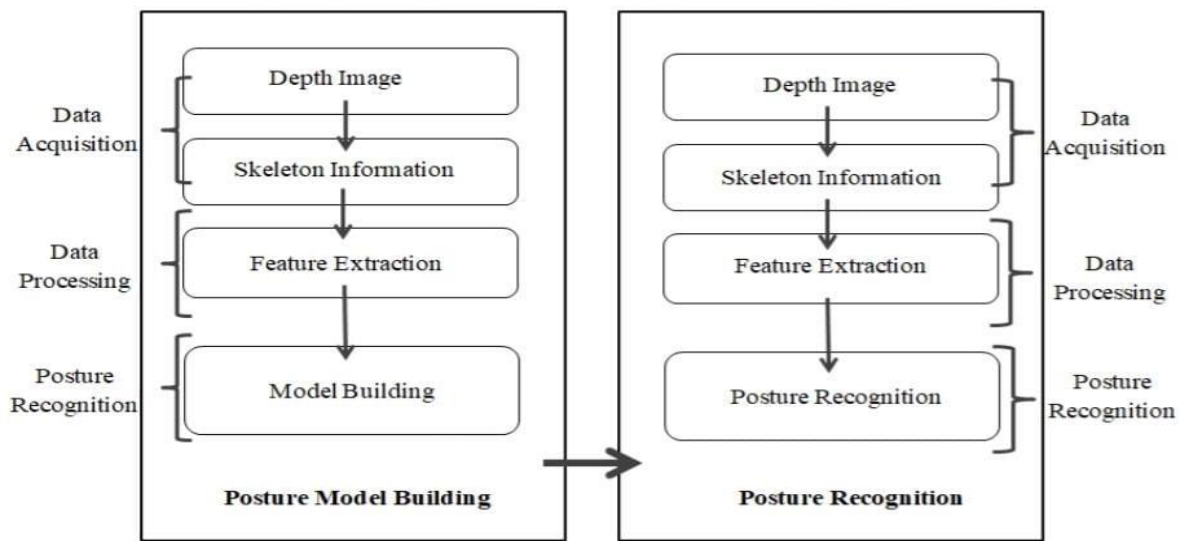 Data
Acquisition
Data
Processing
Posture
Recognition
Depth Image
Skeleton Information
Feature Extraction
Model Building
Posture Model Building
Depth Image
Skeleton Information
Feature Extraction
Posture Recognition
Posture Recognition
Data
Acquisition
Data
Processing
Posture
Recognition